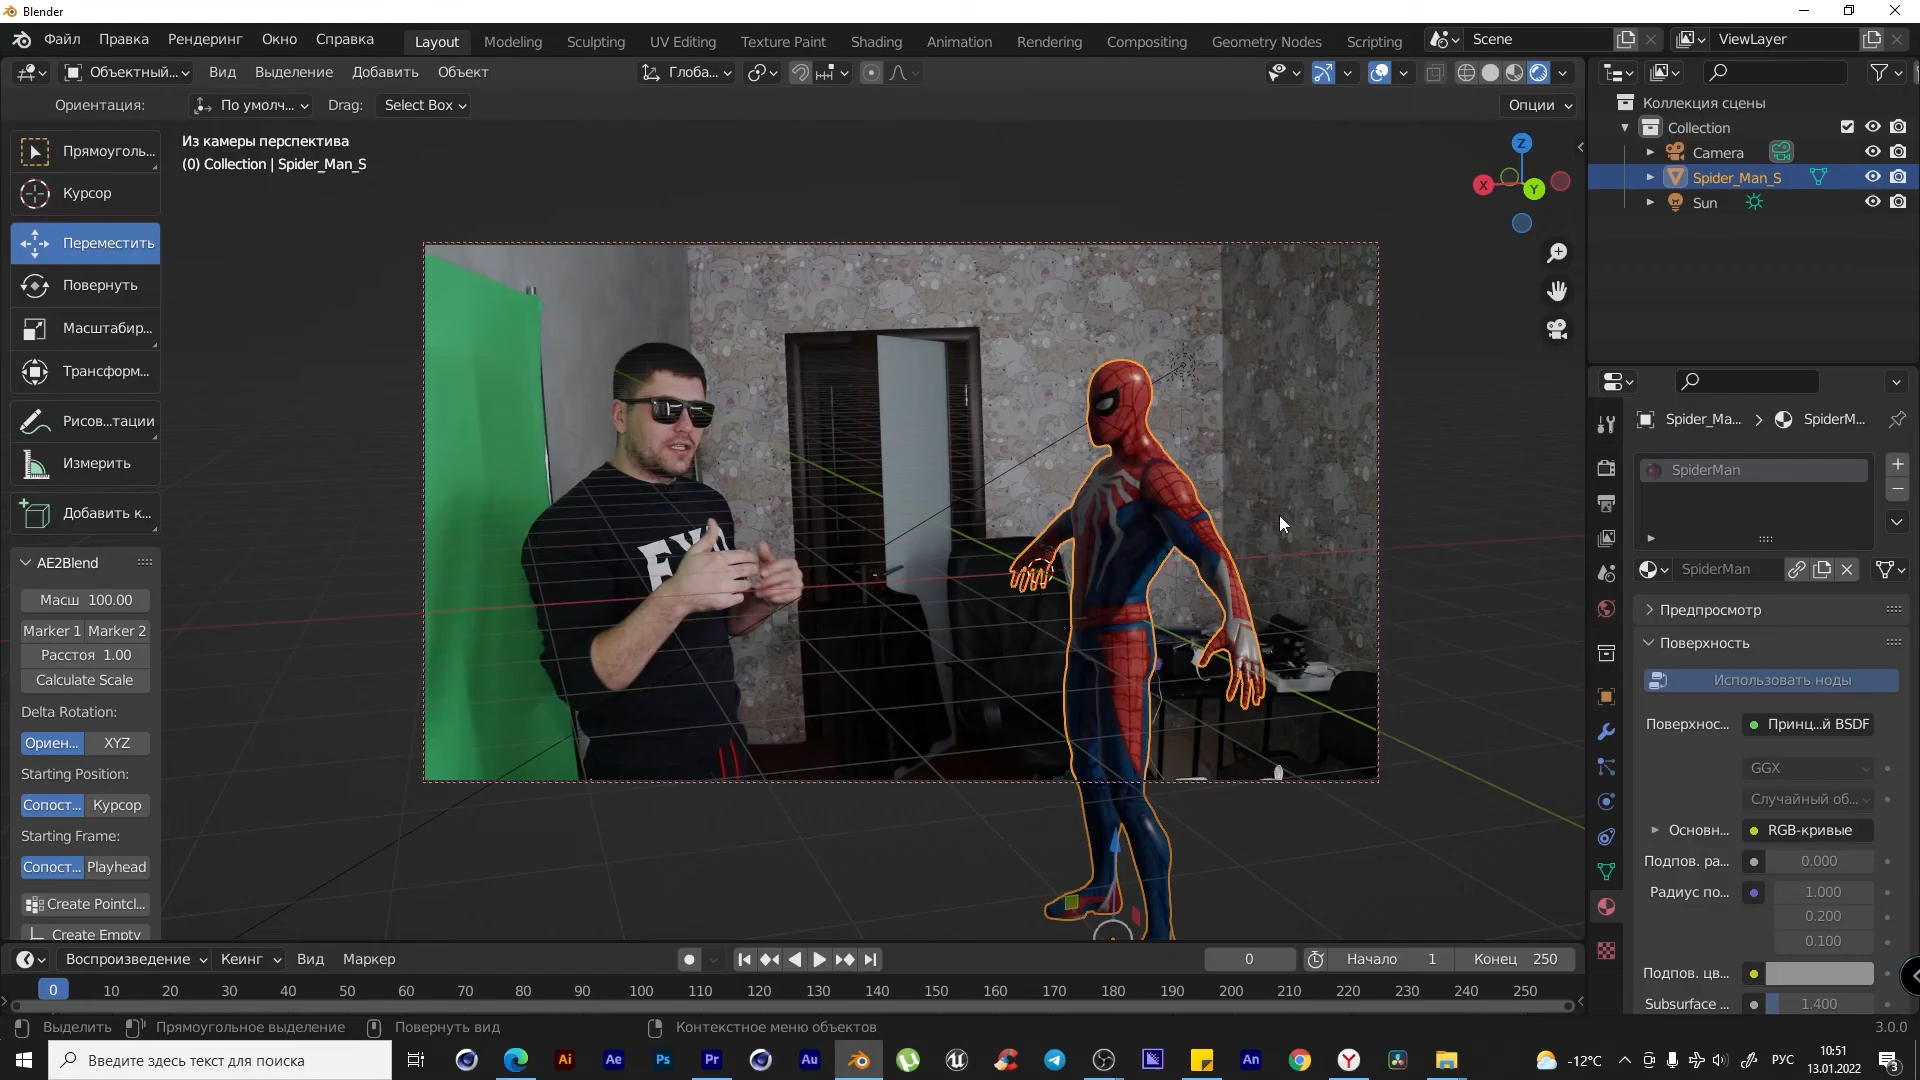 Blender
Файл Правка Рендеринг Окно Справка Layout Modeling Sculpting UV Editing Texture Paint Shading Animation Rendering Compositing Geometry Nodes Scripting Scene ViewLayer
Объектный... Вид Выделение Добавить Объект Глоба...
Ориентация: По умолч... Drag: Select Box Опции
Из камеры перспектива
(0) Collection | Spider_Man_S
Прямоуголь...
Курсор
Переместить
Повернуть
Масштабир...
Трансформ...
Рисов...тации
Измерить
Добавить к...
AE2Blend
Масш 100.00
Marker 1 Marker 2
Расстоя 1.00
Calculate Scale
Delta Rotation:
Ориен... XYZ
Starting Position:
Сопост... Курсор
Starting Frame:
Сопост... Playhead
Create Pointcl...
Create Empty
Z
X
Y
Коллекция сцены
Collection
Camera
Spider_Man_S
Sun
Spider_Ma... SpiderM...
SpiderMan
SpiderMan
Предпросмотр
Поверхность
Использовать ноды
Поверхнос... Принц...й BSDF
GGX
Случайный об...
Основн... RGB-кривые
Подпов. ра... 0.000
Радиус по... 1.000
0.200
0.100
Подпов. цв...
Subsurface ... 1.400
Воспроизведение Кеинг Вид Маркер 0 Начало 1 Конец 250
0 10 20 30 40 50 60 70 80 90 100 110 120 130 140 150 160 170 180 190 200 210 220 230 240 250
Выделить Прямоугольное выделение Повернуть вид Контекстное меню объектов 3.0.0
Введите здесь текст для поиска Ai Ae Ps Pr Au An -12°C РУС 10:51
13.01.2022 3